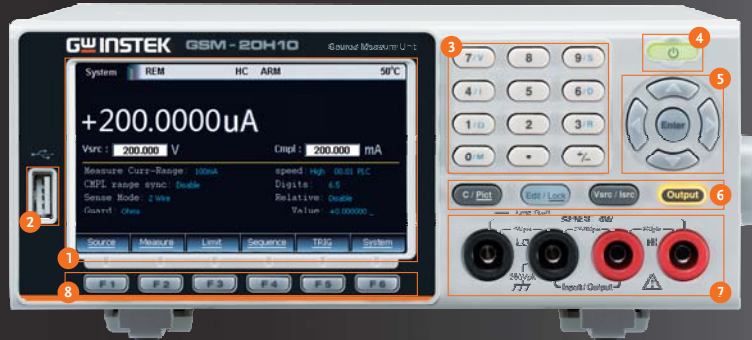 GWINSTEK GSM-20H10 Source Measure Unit
System REM HC ARM 50°C
+200.0000uA
Vsrc : 200.000 V Cmpl : 200.000 mA
Measure Curr-Range: 100mA speed: High 00.01 PLC
CMPL range sync: Disable Digits: 6.5
Sense Mode: 2 Wire Relative: Disable
Guard: Ohms Value: +0.000000
Source Measure Limit Sequence TRIG System
F1 F2 F3 F4 F5 F6
7/V 8 9/S
4/I 5 6/D
1/Ω 2 3/R
0/M . +/-
Enter
C / Pict Edit / Lock Vsrc / Isrc Output
SENSE 4W
LO HI
250Vpk Input / Output
1
2
3
4
5
6
7
8